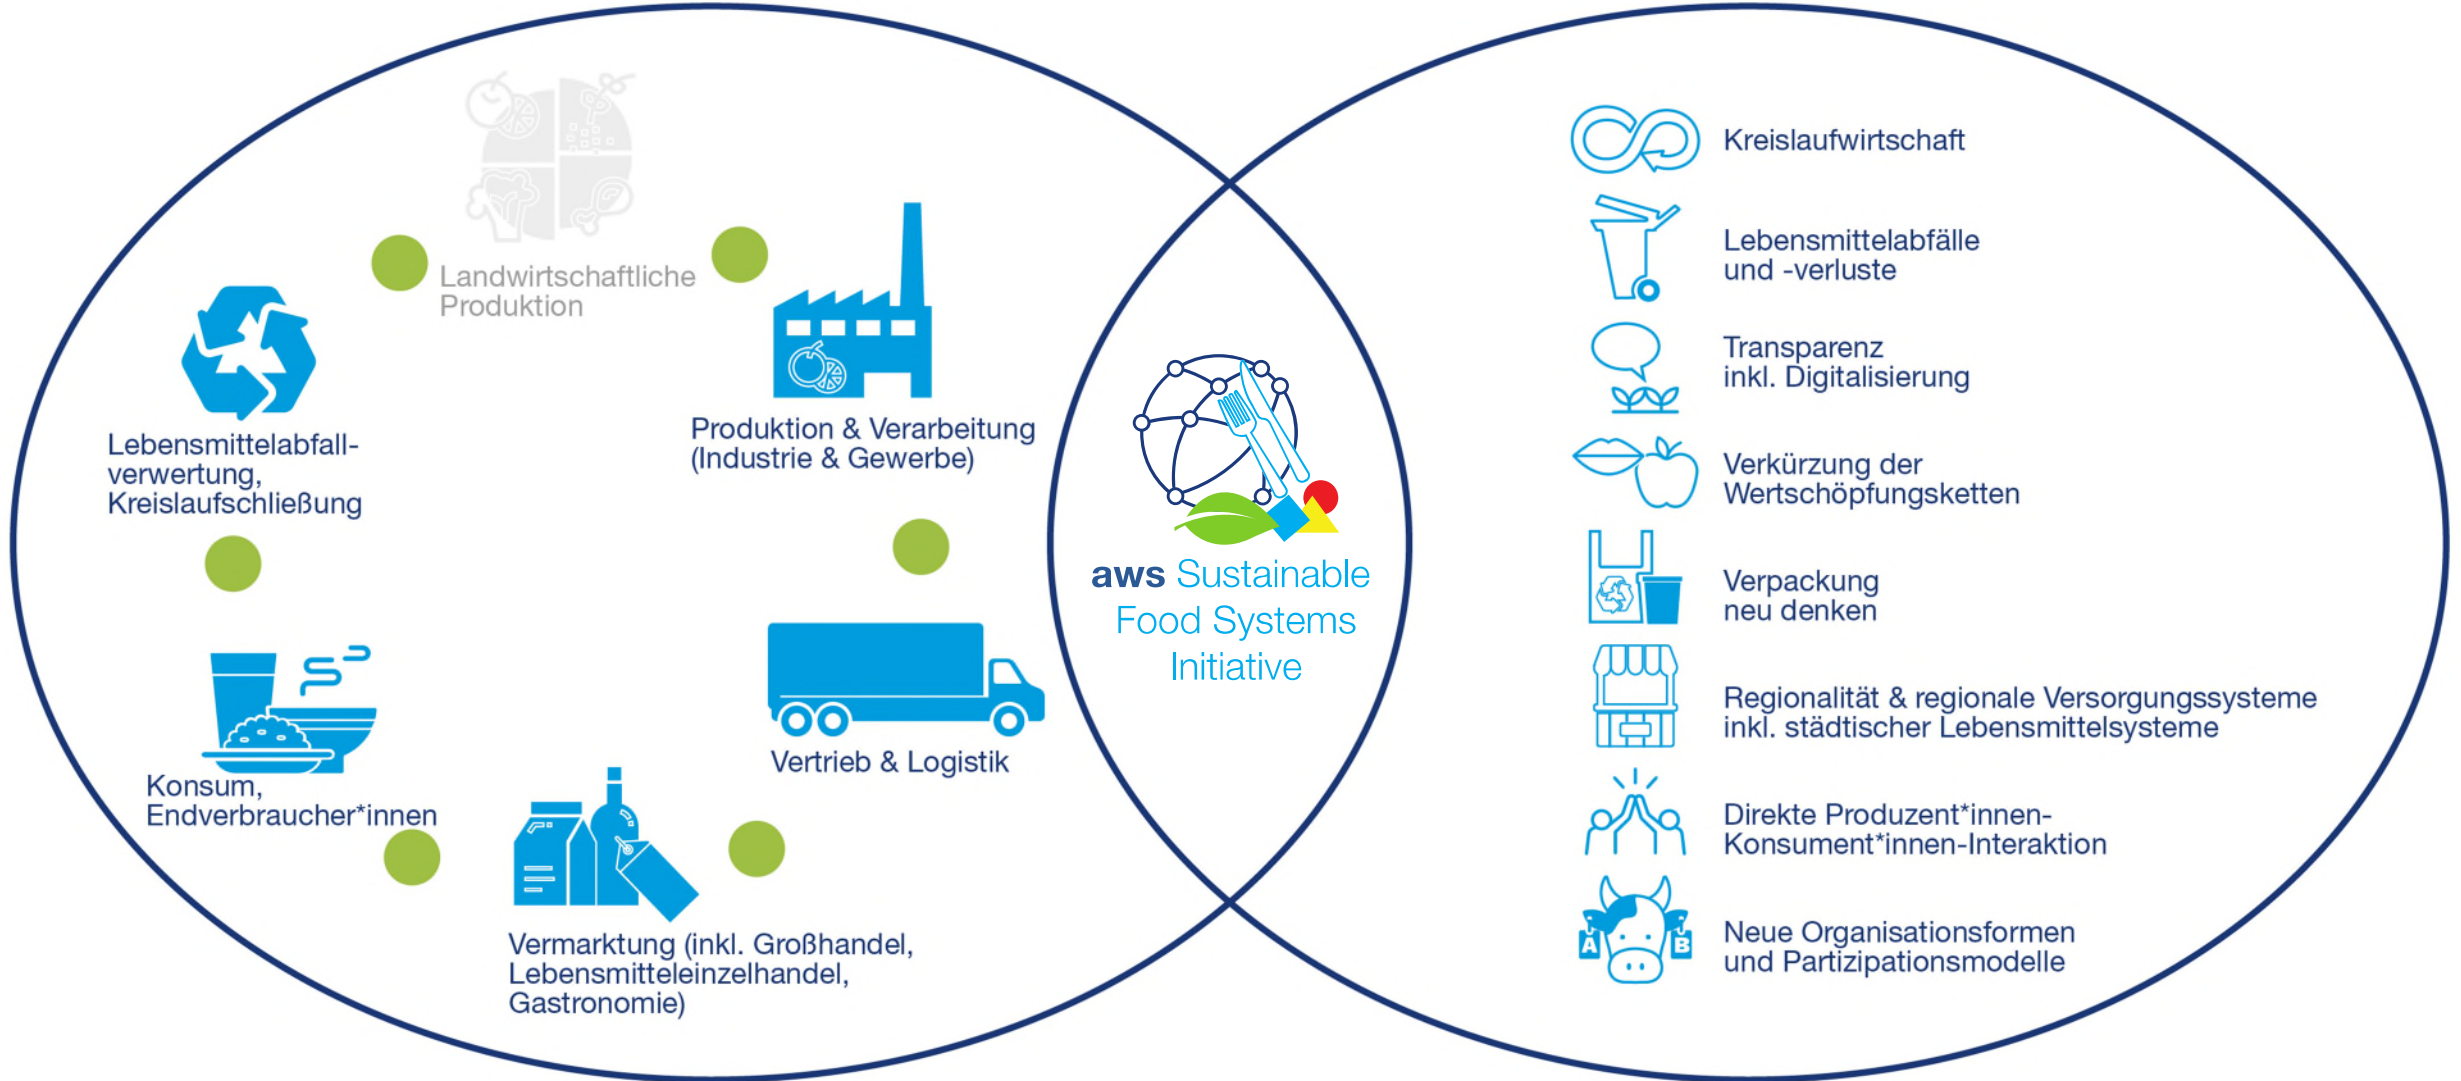 Landwirtschaftliche
Produktion
Produktion & Verarbeitung
(Industrie & Gewerbe)
Vertrieb & Logistik
Vermarktung (inkl. Großhandel,
Lebensmitteleinzelhandel,
Gastronomie)
Konsum,
Endverbraucher*innen
Lebensmittelabfall-
verwertung,
Kreislaufschließung
aws Sustainable
Food Systems
Initiative
Kreislaufwirtschaft
Lebensmittelabfälle
und -verluste
Transparenz
inkl. Digitalisierung
Verkürzung der
Wertschöpfungsketten
Verpackung
neu denken
Regionalität & regionale Versorgungssysteme
inkl. städtischer Lebensmittelsysteme
Direkte Produzent*innen-
Konsument*innen-Interaktion
A B
Neue Organisationsformen
und Partizipationsmodelle